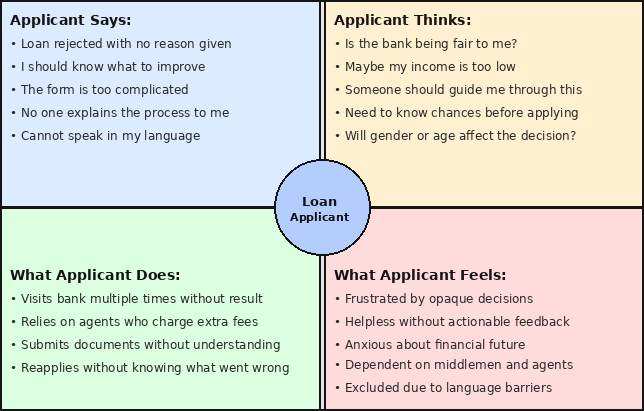 Applicant Says:
• Loan rejected with no reason given
• I should know what to improve
• The form is too complicated
• No one explains the process to me
• Cannot speak in my language
Applicant Thinks:
• Is the bank being fair to me?
• Maybe my income is too low
• Someone should guide me through this
• Need to know chances before applying
• Will gender or age affect the decision?
Loan
Applicant
What Applicant Does:
• Visits bank multiple times without result
• Relies on agents who charge extra fees
• Submits documents without understanding
• Reapplies without knowing what went wrong
What Applicant Feels:
• Frustrated by opaque decisions
• Helpless without actionable feedback
• Anxious about financial future
• Dependent on middlemen and agents
• Excluded due to language barriers